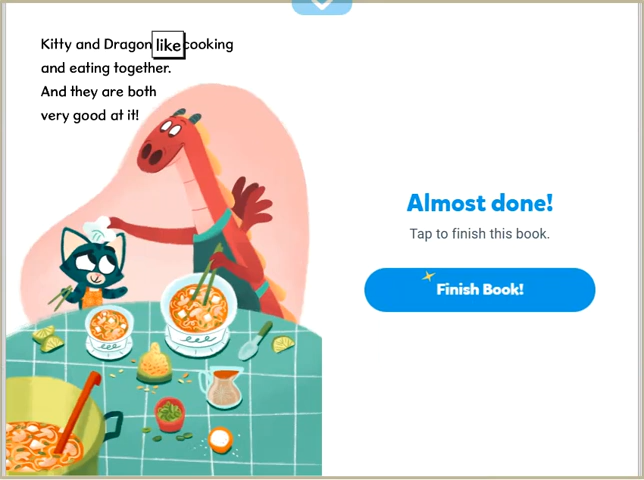 Kitty and Dragon like cooking
and eating together.
And they are both
very good at it!
Almost done!
Tap to finish this book.
Finish Book!